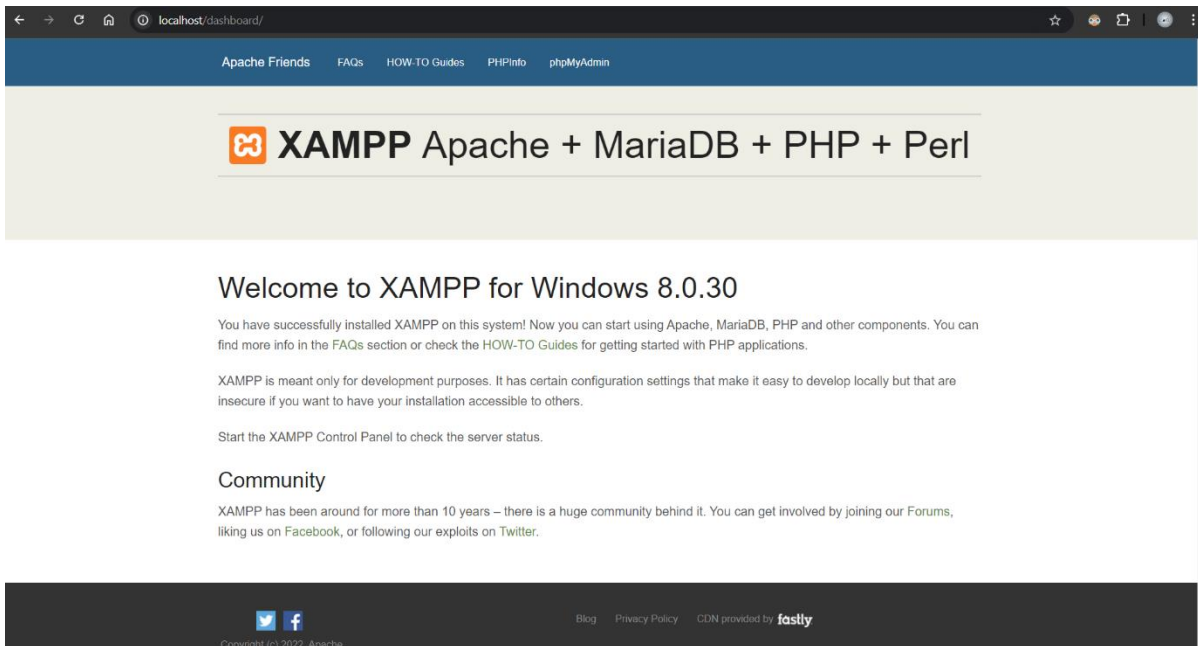 localhost/dashboard/
Apache Friends FAQs HOW-TO Guides PHPInfo phpMyAdmin
XAMPP Apache + MariaDB + PHP + Perl
Welcome to XAMPP for Windows 8.0.30
You have successfully installed XAMPP on this system! Now you can start using Apache, MariaDB, PHP and other components. You can
find more info in the FAQs section or check the HOW-TO Guides for getting started with PHP applications.
XAMPP is meant only for development purposes. It has certain configuration settings that make it easy to develop locally but that are
insecure if you want to have your installation accessible to others.
Start the XAMPP Control Panel to check the server status.
Community
XAMPP has been around for more than 10 years – there is a huge community behind it. You can get involved by joining our Forums,
liking us on Facebook, or following our exploits on Twitter.
Blog Privacy Policy CDN provided by fastly
Copyright (c) 2022, Apache